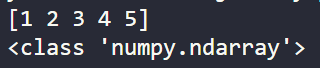 [1 2 3 4 5]
<class 'numpy.ndarray'>